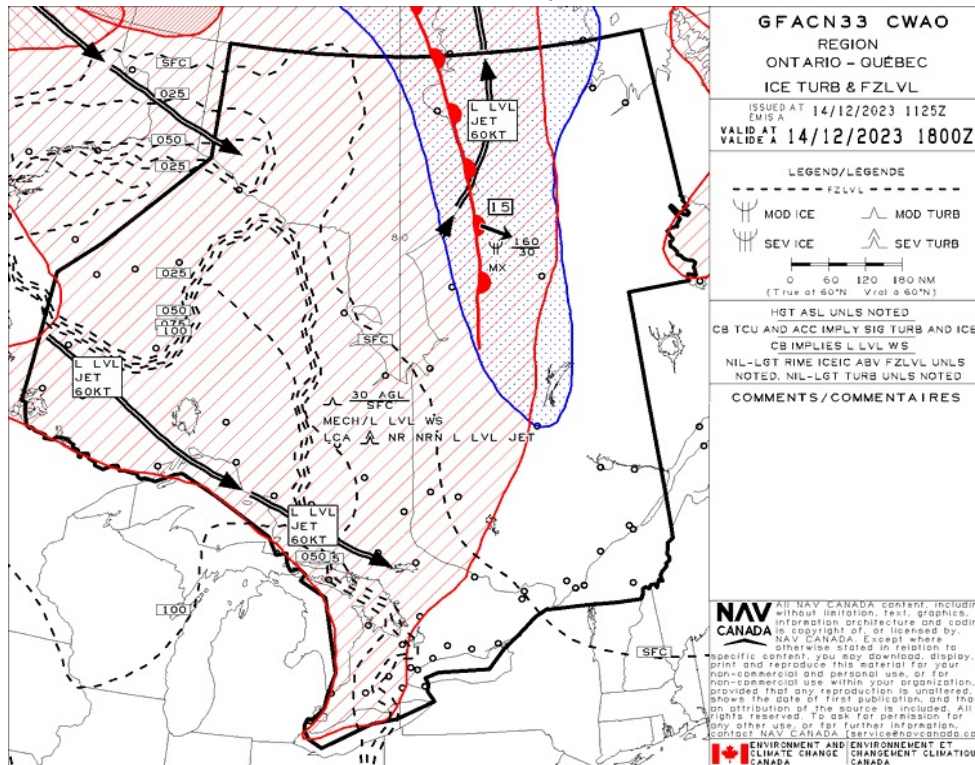 GFACN33 CWAO
REGION
ONTARIO - QUÉBEC
ICE TURB & FZLVL
ISSUED AT
ÉMIS À
14/12/2023 1125Z
VALID AT
VALIDE À
14/12/2023 1800Z
LEGEND/LÉGENDE
FZLVL
MOD ICE
MOD TURB
SEV ICE
SEV TURB
0 60 120 180 NM
(True at 60°N Vrai à 60°N)
HGT ASL UNLS NOTED
CB TCU AND ACC IMPLY SIG TURB AND ICE
CB IMPLIES L LVL WS
NIL-LGT RIME ICEIC ABV FZLVL UNLS
NOTED. NIL-LGT TURB UNLS NOTED
COMMENTS/COMMENTAIRES
SFC
025
050
025
L LVL
JET
60KT
80
15
160
30
MX
025
050
075
100
SFC
L LVL
JET
60KT
30 AGL
SFC
MECH/L LVL WS
LCA NR NRN L LVL JET
L LVL
JET
60KT
050
100
SFC
NAV
CANADA
All NAV CANADA content, including
without limitation, text, graphics,
information architecture and coding
is copyright of, or licensed by,
NAV CANADA. Except where
otherwise stated in relation to
specific content, you may download, display,
print and reproduce this material for your
non-commercial and personal use, or for
non-commercial use within your organization,
provided that any reproduction is unaltered,
shows the date of first publication, and that
an attribution of the source is included. All
rights reserved. To ask for permission for
any other use, or for further information,
contact NAV CANADA [service@navcanada.ca
ENVIRONMENT AND
CLIMATE CHANGE
CANADA
ENVIRONNEMENT ET
CHANGEMENT CLIMATIQUE
CANADA